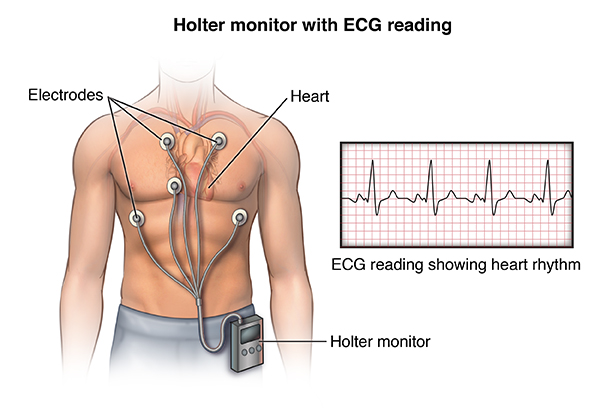 Holter monitor with ECG reading
Electrodes
Heart
ECG reading showing heart rhythm
Holter monitor